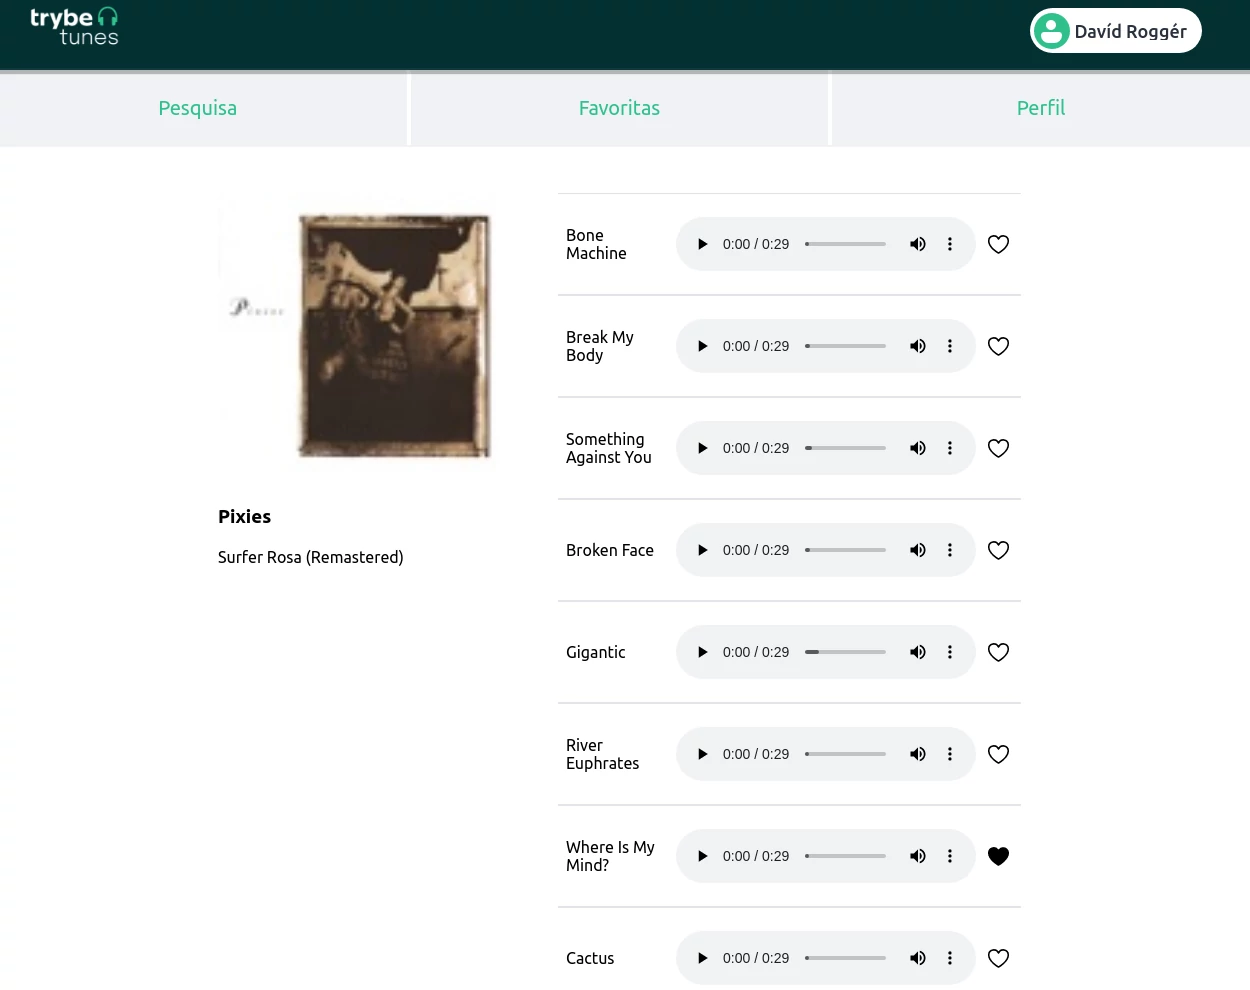 trybe
tunes
Davíd Roggér
Pesquisa
Favoritas
Perfil
Pixies
Pixies
Surfer Rosa (Remastered)
Bone
Machine
0:00 / 0:29
Break My
Body
0:00 / 0:29
Something
Against You
0:00 / 0:29
Broken Face
0:00 / 0:29
Gigantic
0:00 / 0:29
River
Euphrates
0:00 / 0:29
Where Is My
Mind?
0:00 / 0:29
Cactus
0:00 / 0:29